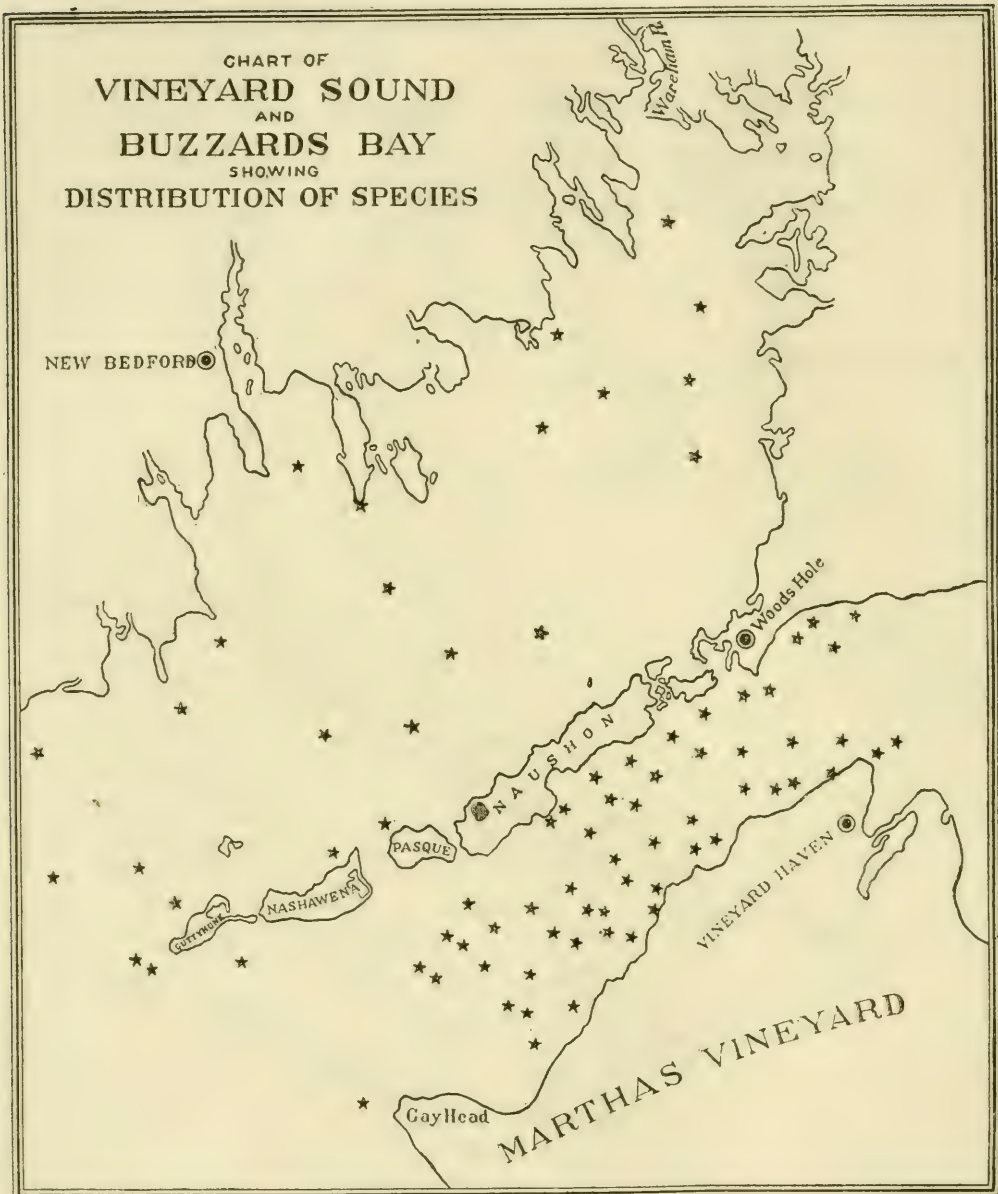 CHART OF
VINEYARD SOUND
AND
BUZZARDS BAY
SHOWING
DISTRIBUTION OF SPECIES
Wareham R.
NEW BEDFORD
Woods Hole
NAUSHON
PASQUE
NASHAWENA
CUTTYHUNK
VINEYARD HAVEN
MARTHAS VINEYARD
Gay Head